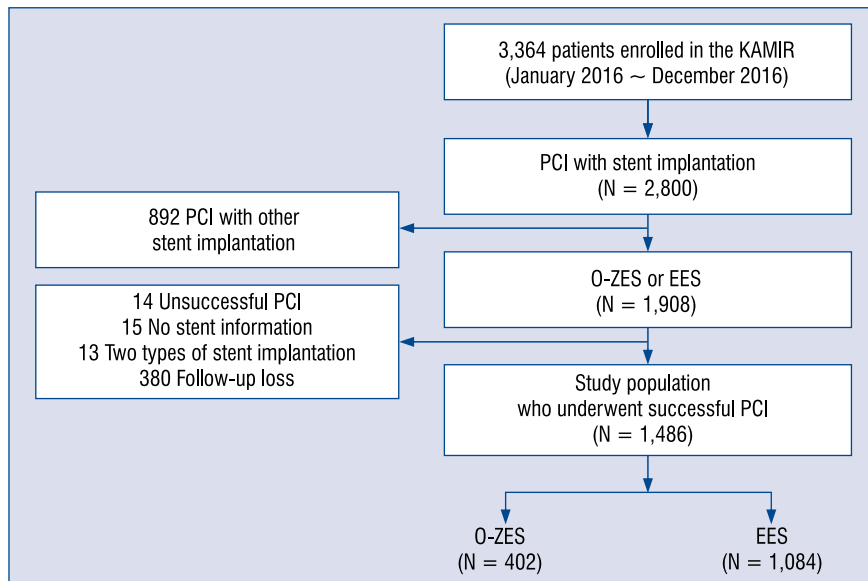 3,364 patients enrolled in the KAMIR
(January 2016 ~ December 2016)
PCI with stent implantation
(N = 2,800)
892 PCI with other
stent implantation
O-ZES or EES
(N = 1,908)
14 Unsuccessful PCI
15 No stent information
13 Two types of stent implantation
380 Follow-up loss
Study population
who underwent successful PCI
(N = 1,486)
O-ZES
(N = 402)
EES
(N = 1,084)